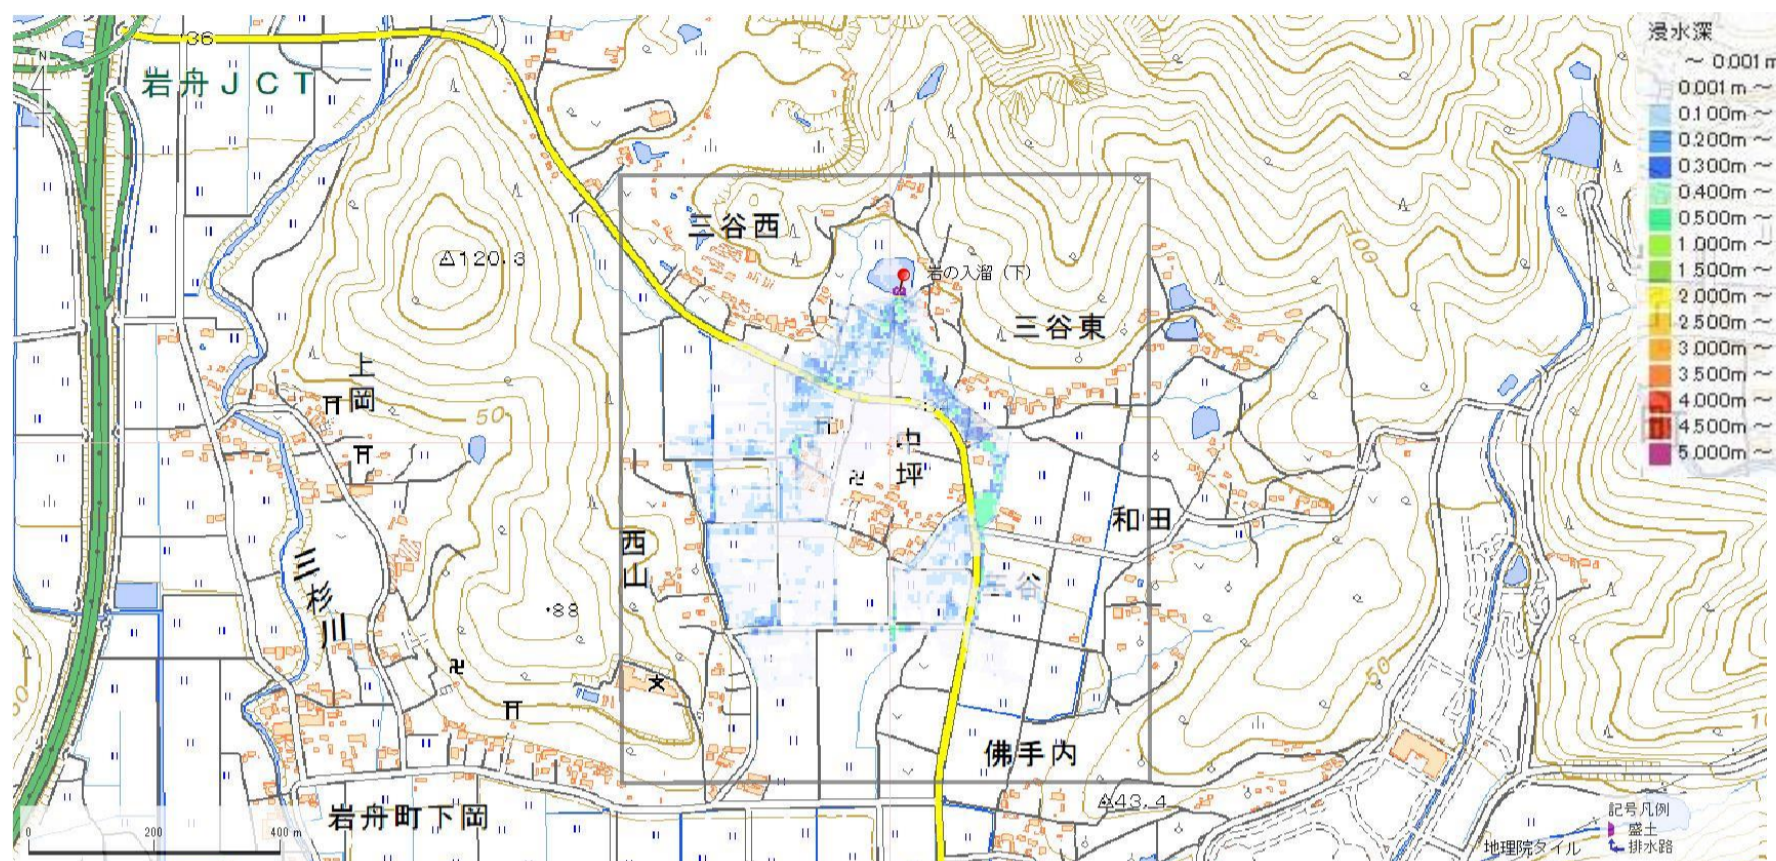 36
岩舟JCT
N
浸水深
～ 0.001m
0.001m～
0.100m～
0.200m～
0.300m～
0.400m～
0.500m～
1.000m～
1.500m～
2.000m～
2.500m～
3.000m～
3.500m～
4.000m～
4.500m～
5.000m～
三谷西
120.3
岩の入溜（下）
100
三谷東
上岡
50
中坪
和田
西山
三杉川
三谷
88
50
佛手内
43.4
岩舟町下岡
0 200 400 m
記号凡例
盛土
排水路
地理院タイル